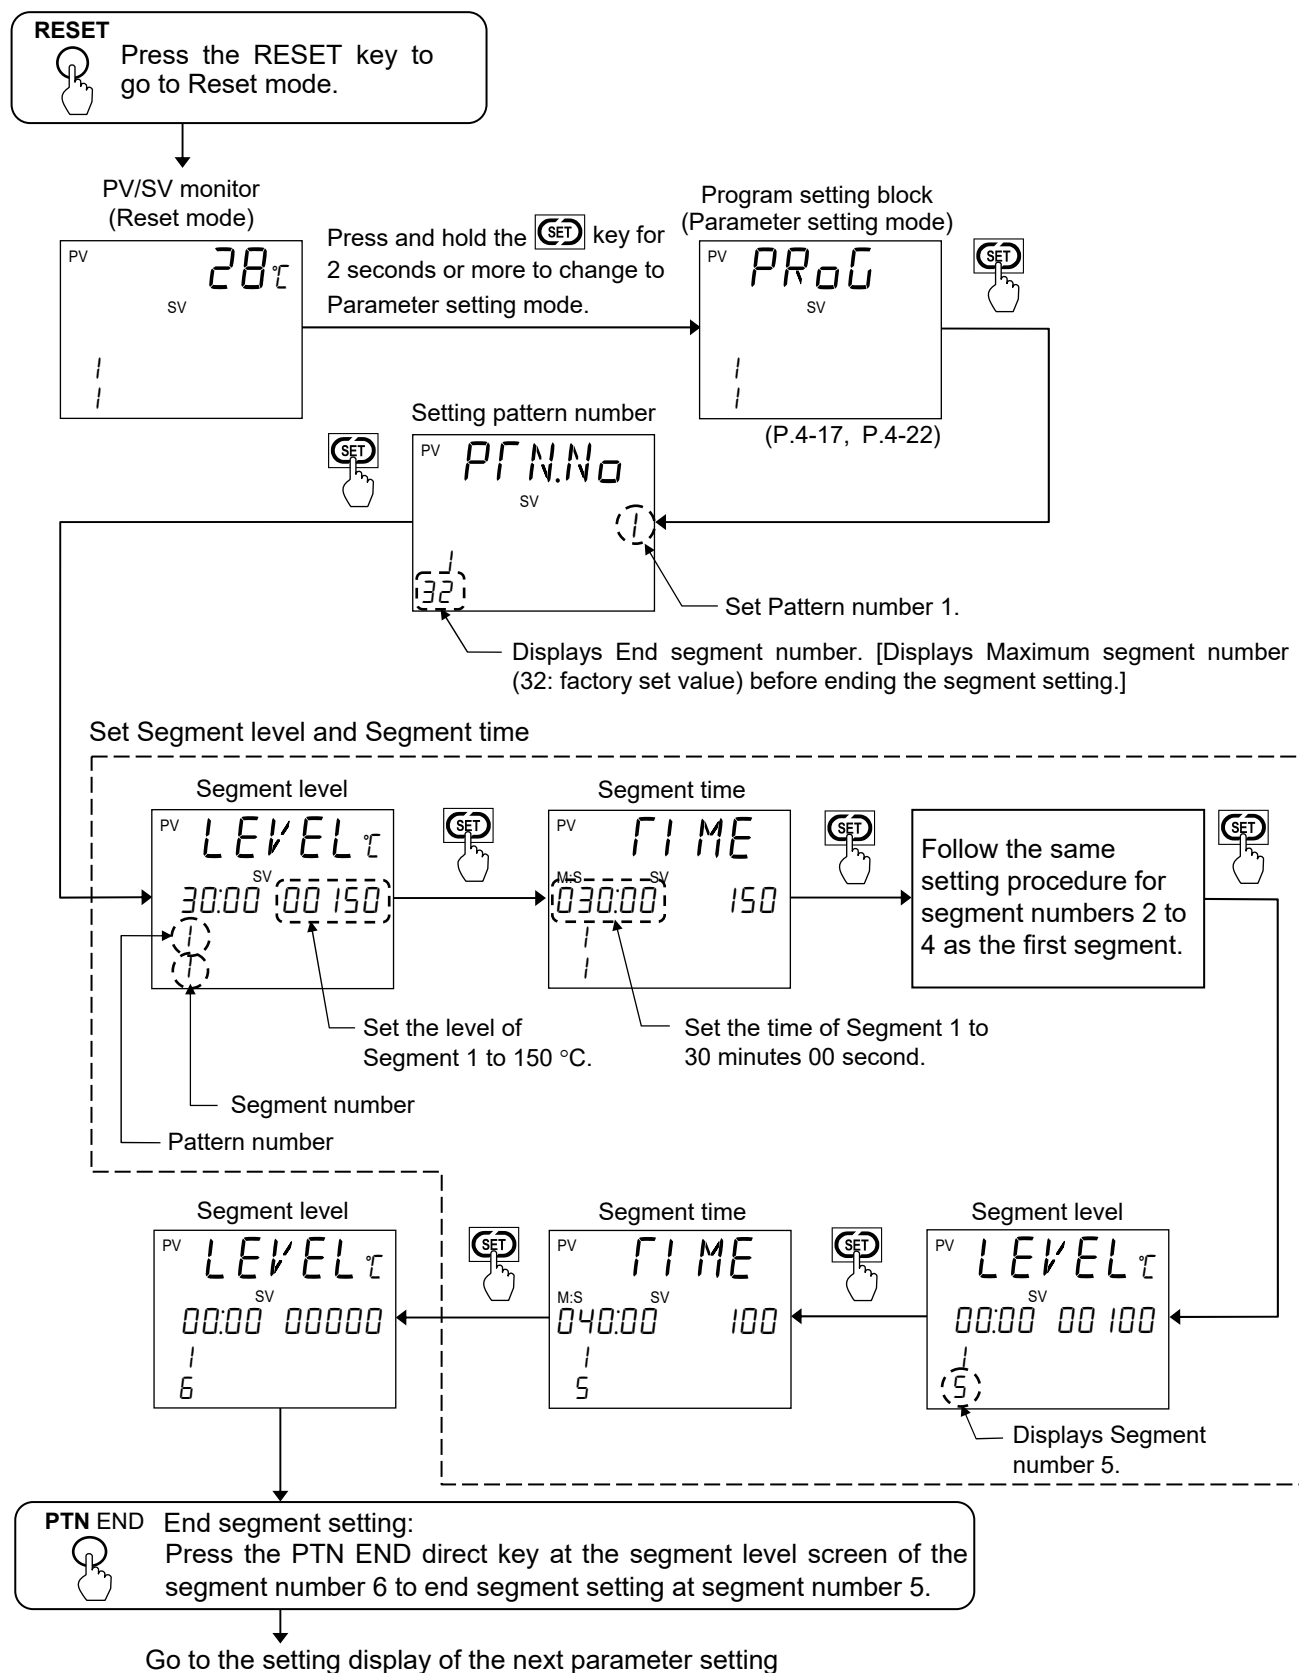 RESET
Press the RESET key to
go to Reset mode.
PV/SV monitor
(Reset mode)
PV
28℃
SV
1
1
Press and hold the SET key for
2 seconds or more to change to
Parameter setting mode.
Program setting block
(Parameter setting mode)
PV
PRoG
SV
1
1
(P.4-17, P.4-22)
SET
Setting pattern number
PV
PTN.No
SV
1
1
32
SET
Set Pattern number 1.
Displays End segment number. [Displays Maximum segment number
(32: factory set value) before ending the segment setting.]
Set Segment level and Segment time
Segment level
PV
LEVEL ℃
SV
30:00 00150
1
1
SET
Segment time
PV
TIME
M:S SV
030:00 150
1
1
SET
Follow the same
setting procedure for
segment numbers 2 to
4 as the first segment.
SET
Set the level of
Segment 1 to 150 °C.
Set the time of Segment 1 to
30 minutes 00 second.
Segment number
Pattern number
Segment level
PV
LEVEL ℃
SV
00:00 00000
1
6
SET
Segment time
PV
TIME
M:S SV
040:00 100
1
5
SET
Segment level
PV
LEVEL ℃
SV
00:00 00100
1
5
Displays Segment
number 5.
PTN END
End segment setting:
Press the PTN END direct key at the segment level screen of the
segment number 6 to end segment setting at segment number 5.
Go to the setting display of the next parameter setting